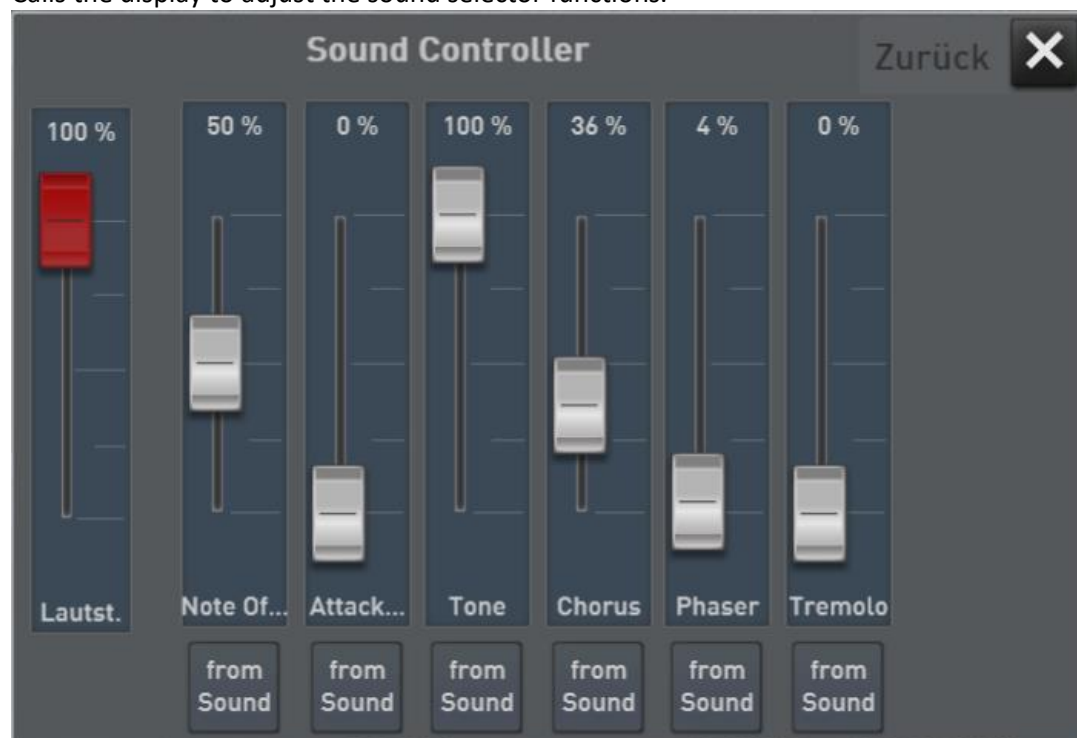 Calls the display to adjust the sound selector functions.
Sound Controller
Zurück
100 %
50 %
0 %
100 %
36 %
4 %
0 %
Lautst.
Note Of...
Attack...
Tone
Chorus
Phaser
Tremolo
from
Sound
from
Sound
from
Sound
from
Sound
from
Sound
from
Sound